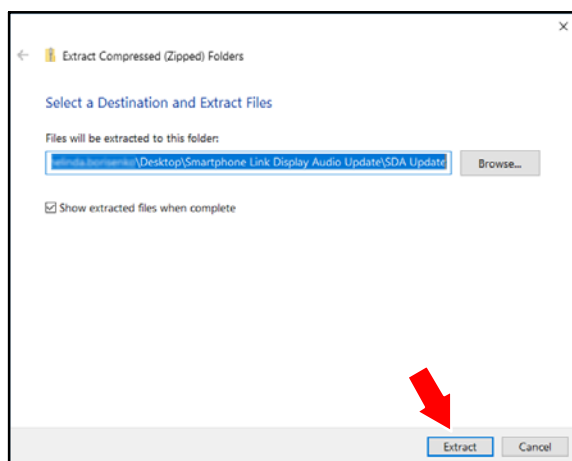 Extract Compressed (Zipped) Folders
Select a Destination and Extract Files
Files will be extracted to this folder:
\Desktop\Smartphone Link Display Audio Update\SDA Update
Browse...
Show extracted files when complete
Extract
Cancel